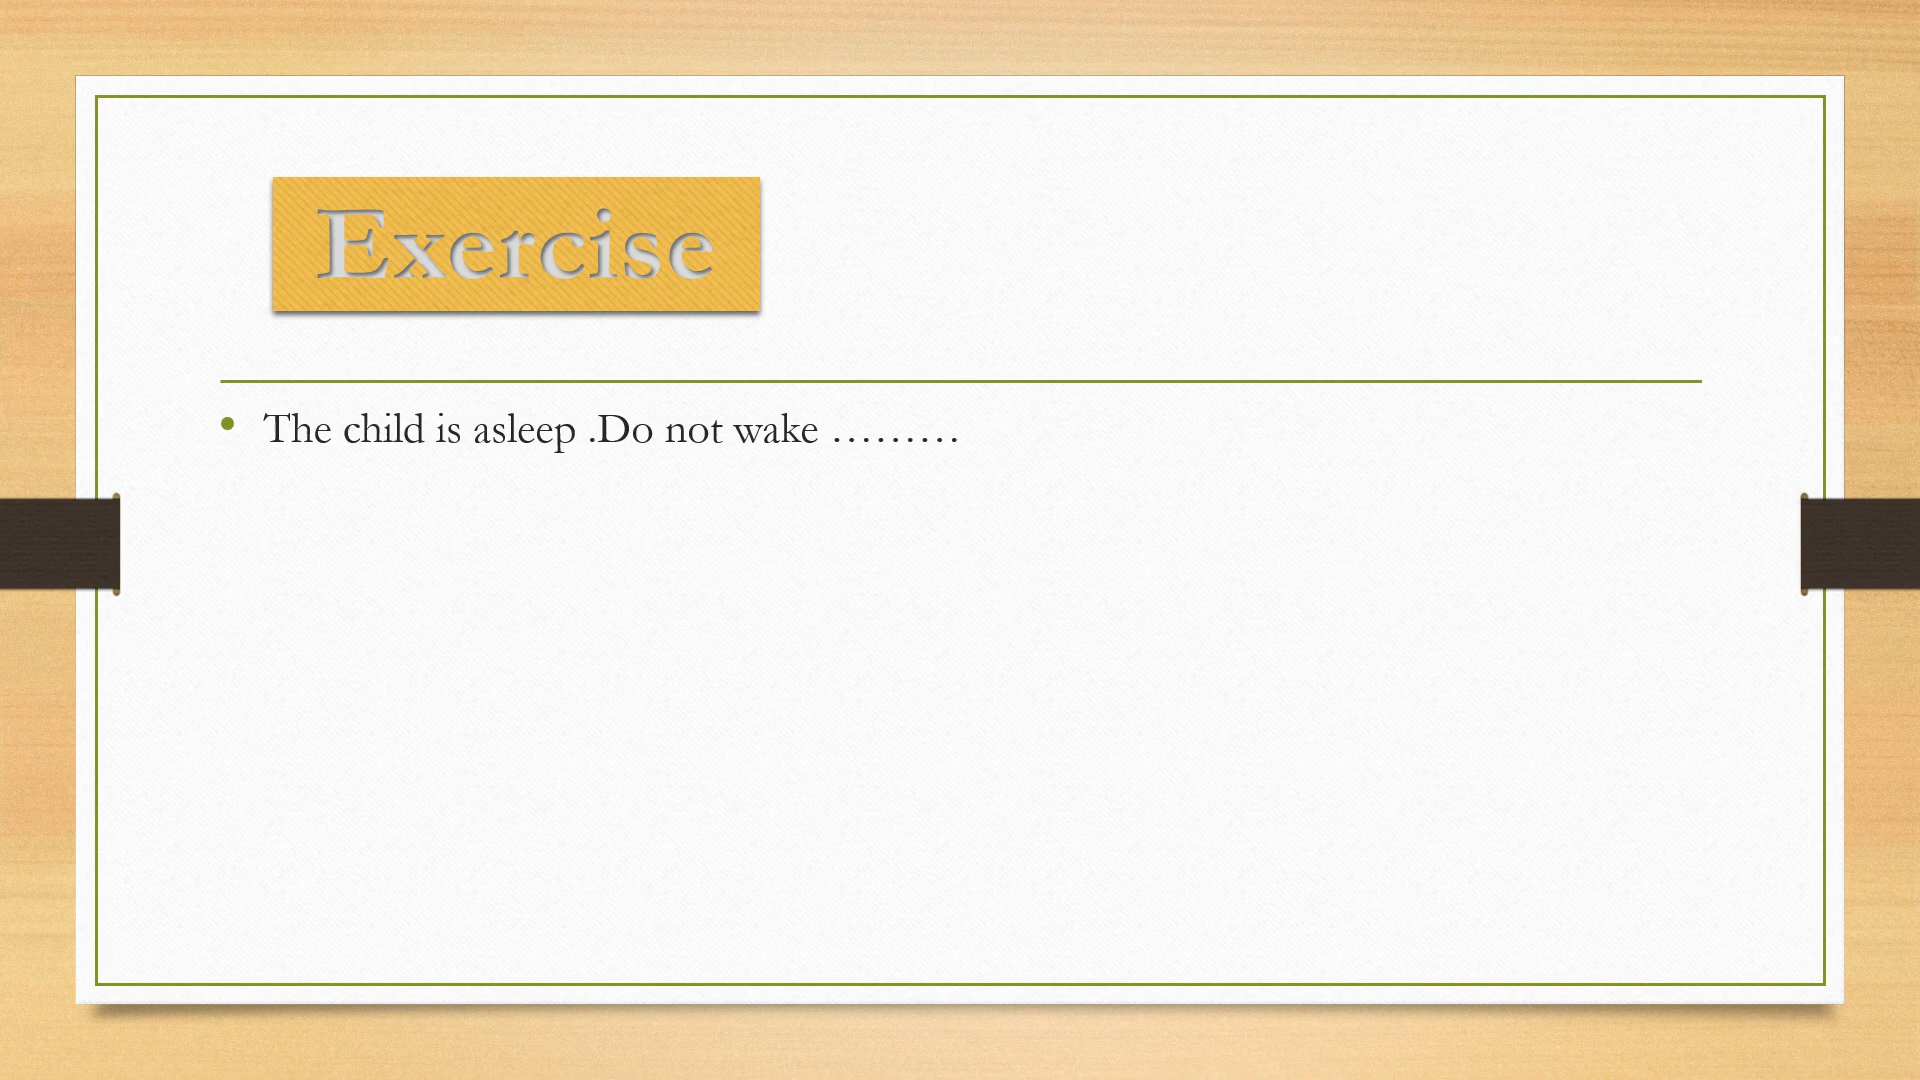 Exercise
• The child is asleep .Do not wake ………